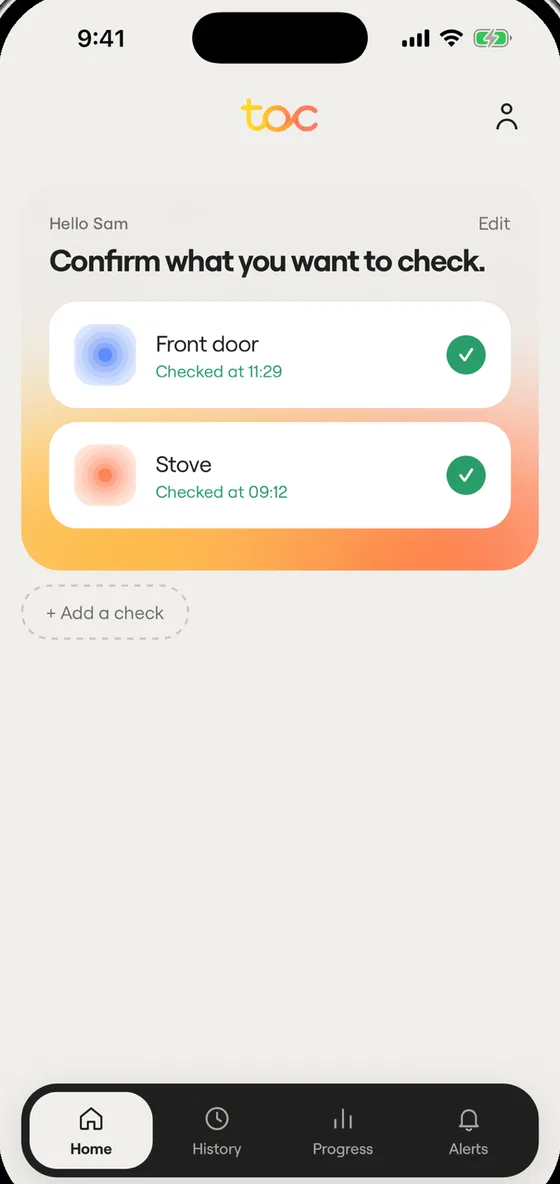 9:41
toc
Hello Sam
Edit
Confirm what you want to check.
Front door
Checked at 11:29
Stove
Checked at 09:12
+ Add a check
Home
History
Progress
Alerts